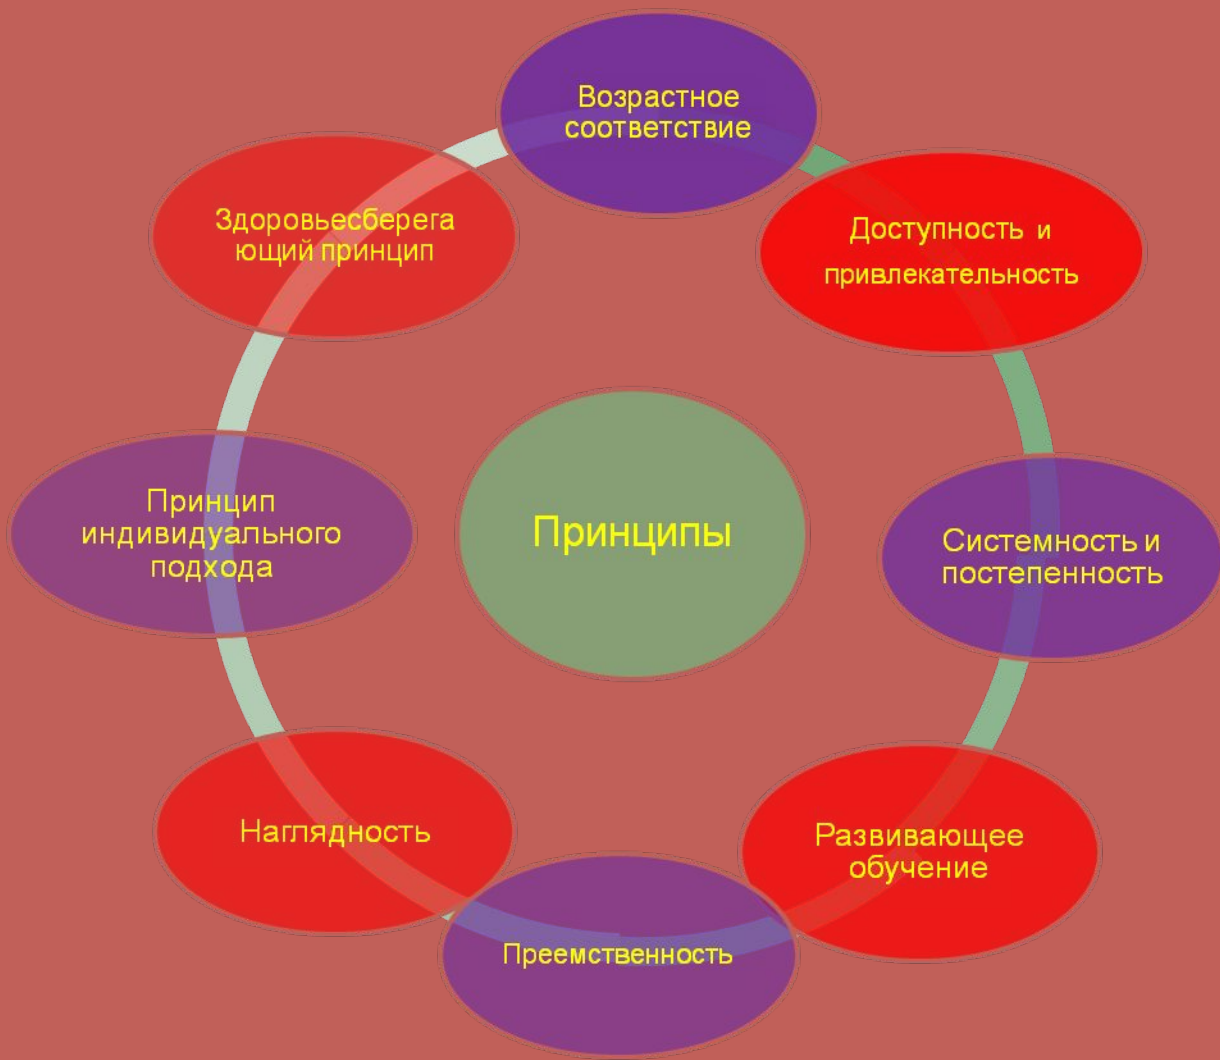 Возрастное
соответствие
Доступность и
привлекательность
Системность и
постепенность
Развивающее
обучение
Преемственность
Наглядность
Принцип
индивидуального
подхода
Здоровьесберега
ющий принцип
Принципы